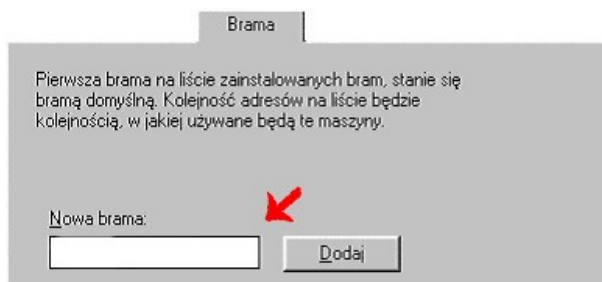 Brama
Pierwsza brama na liście zainstalowanych bram, stanie się
bramą domyślną. Kolejność adresów na liście będzie
kolejnością, w jakiej używane będą te maszyny.
Nowa brama:
Dodaj